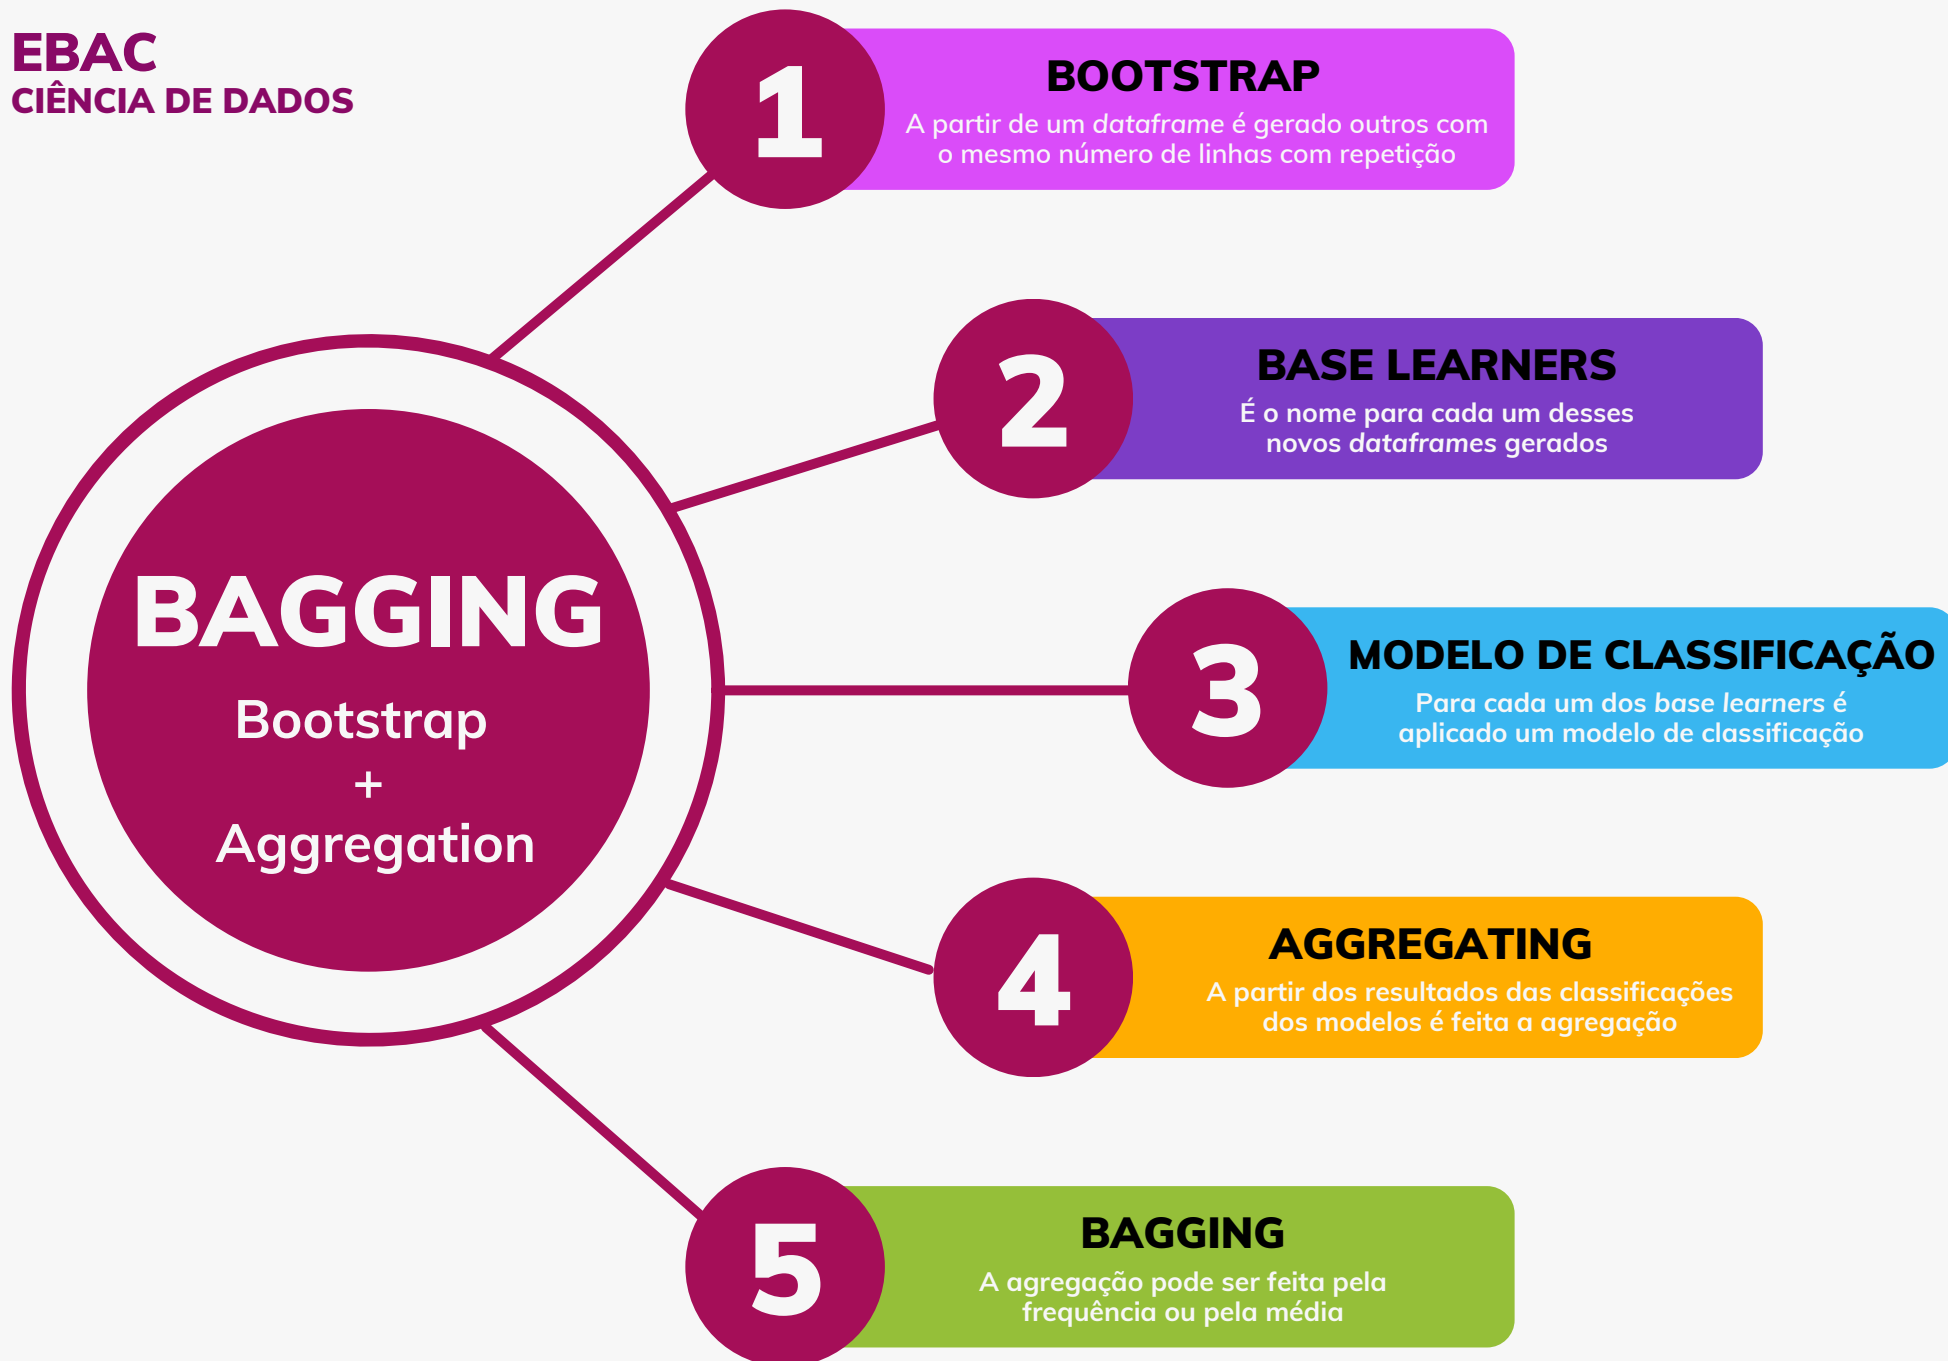 EBAC
CIÊNCIA DE DADOS
BAGGING
Bootstrap
+
Aggregation
1
BOOTSTRAP
A partir de um dataframe é gerado outros com
o mesmo número de linhas com repetição
2
BASE LEARNERS
É o nome para cada um desses
novos dataframes gerados
3
MODELO DE CLASSIFICAÇÃO
Para cada um dos base learners é
aplicado um modelo de classificação
4
AGGREGATING
A partir dos resultados das classificações
dos modelos é feita a agregação
5
BAGGING
A agregação pode ser feita pela
frequência ou pela média